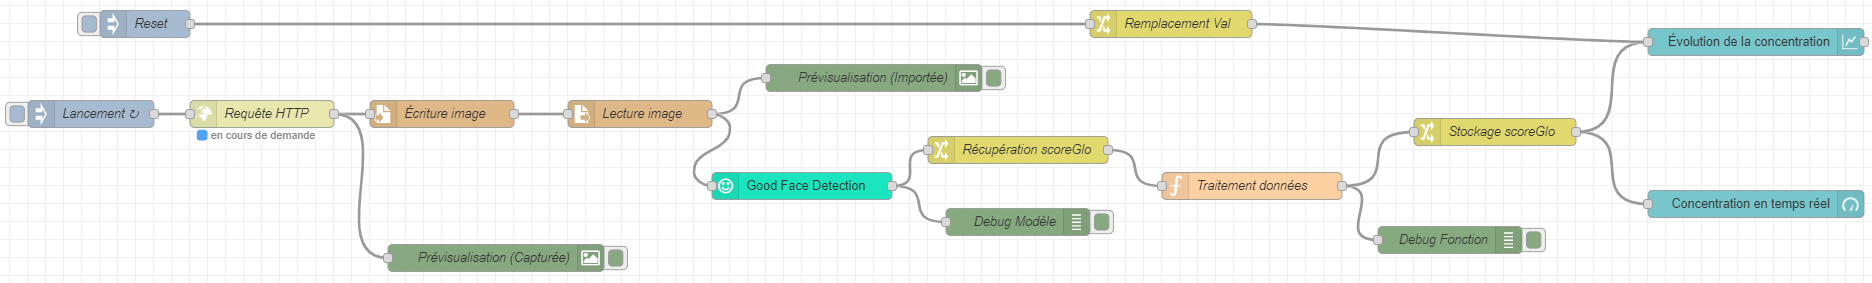 Reset
Remplacement Val
Évolution de la concentration
Prévisualisation (Importée)
Lancement ↻
Requête HTTP
Écriture image
Lecture image
en cours de demande
Stockage scoreGlo
Récupération scoreGlo
Good Face Detection
Traitement données
Concentration en temps réel
Debug Modèle
Debug Fonction
Prévisualisation (Capturée)